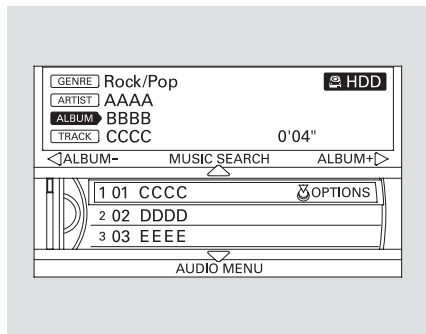 GENRE Rock/Pop HDD
ARTIST AAAA
ALBUM BBBB
TRACK CCCC 0'04"
ALBUM- MUSIC SEARCH ALBUM+
1 01 CCCC OPTIONS
2 02 DDDD
3 03 EEEE
AUDIO MENU